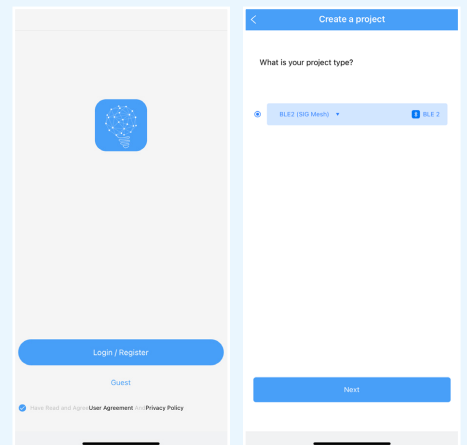 Login / Register
Guest
Have Read and Agree User Agreement And Privacy Policy
Create a project
What is your project type?
BLE2 (SIG Mesh)
BLE 2
Next